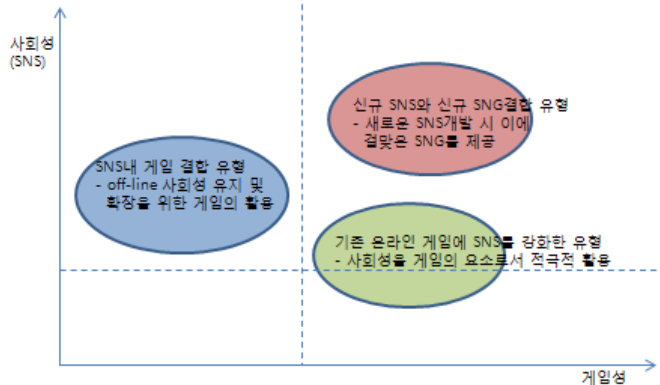 사회성
(SNS)
신규 SNS와 신규 SNG결합 유형
- 새로운 SNS개발 시 이에
걸맞은 SNG를 제공
SNS내 게임 결합 유형
- off-line 사회성 유지 및
확장을 위한 게임의 활용
기존 온라인 게임에 SNS를 강화한 유형
- 사회성을 게임의 요소로서 적극적 활용
게임성